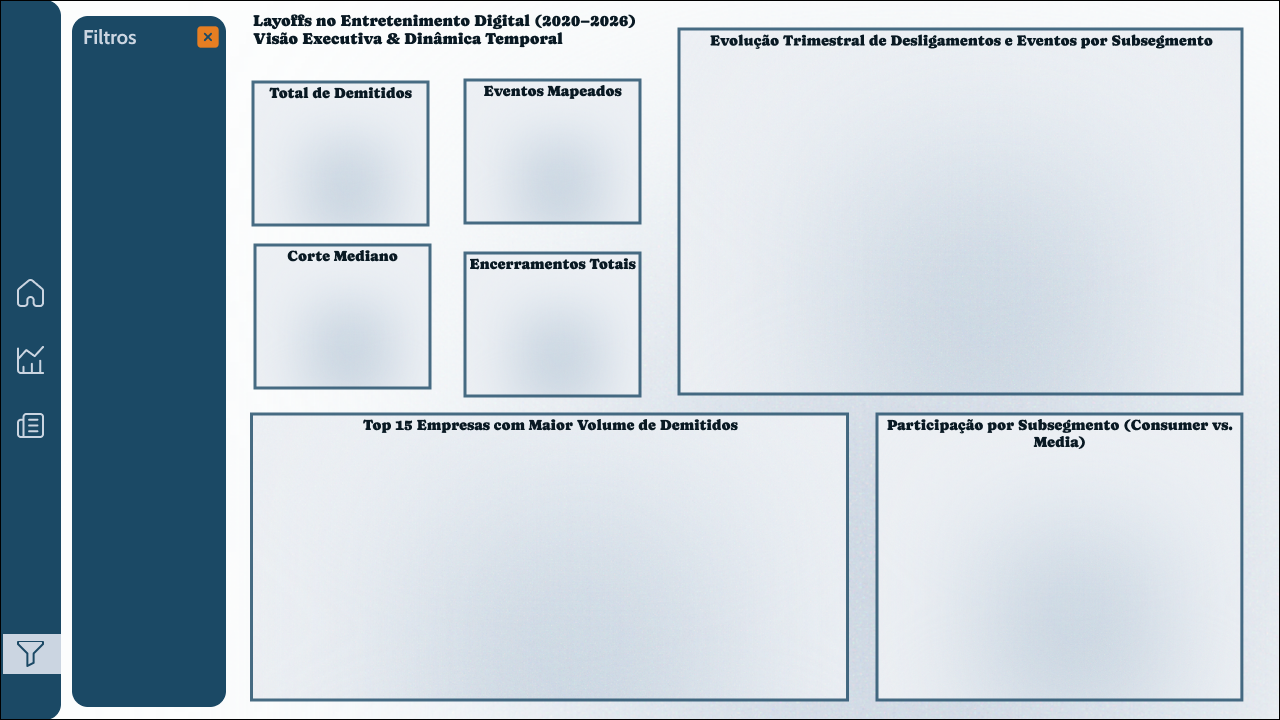 Filtros
Layoffs no Entretenimento Digital (2020–2026)
Visão Executiva & Dinâmica Temporal
Total de Demitidos
Eventos Mapeados
Corte Mediano
Encerramentos Totais
Evolução Trimestral de Desligamentos e Eventos por Subsegmento
Top 15 Empresas com Maior Volume de Demitidos
Participação por Subsegmento (Consumer vs.
Media)